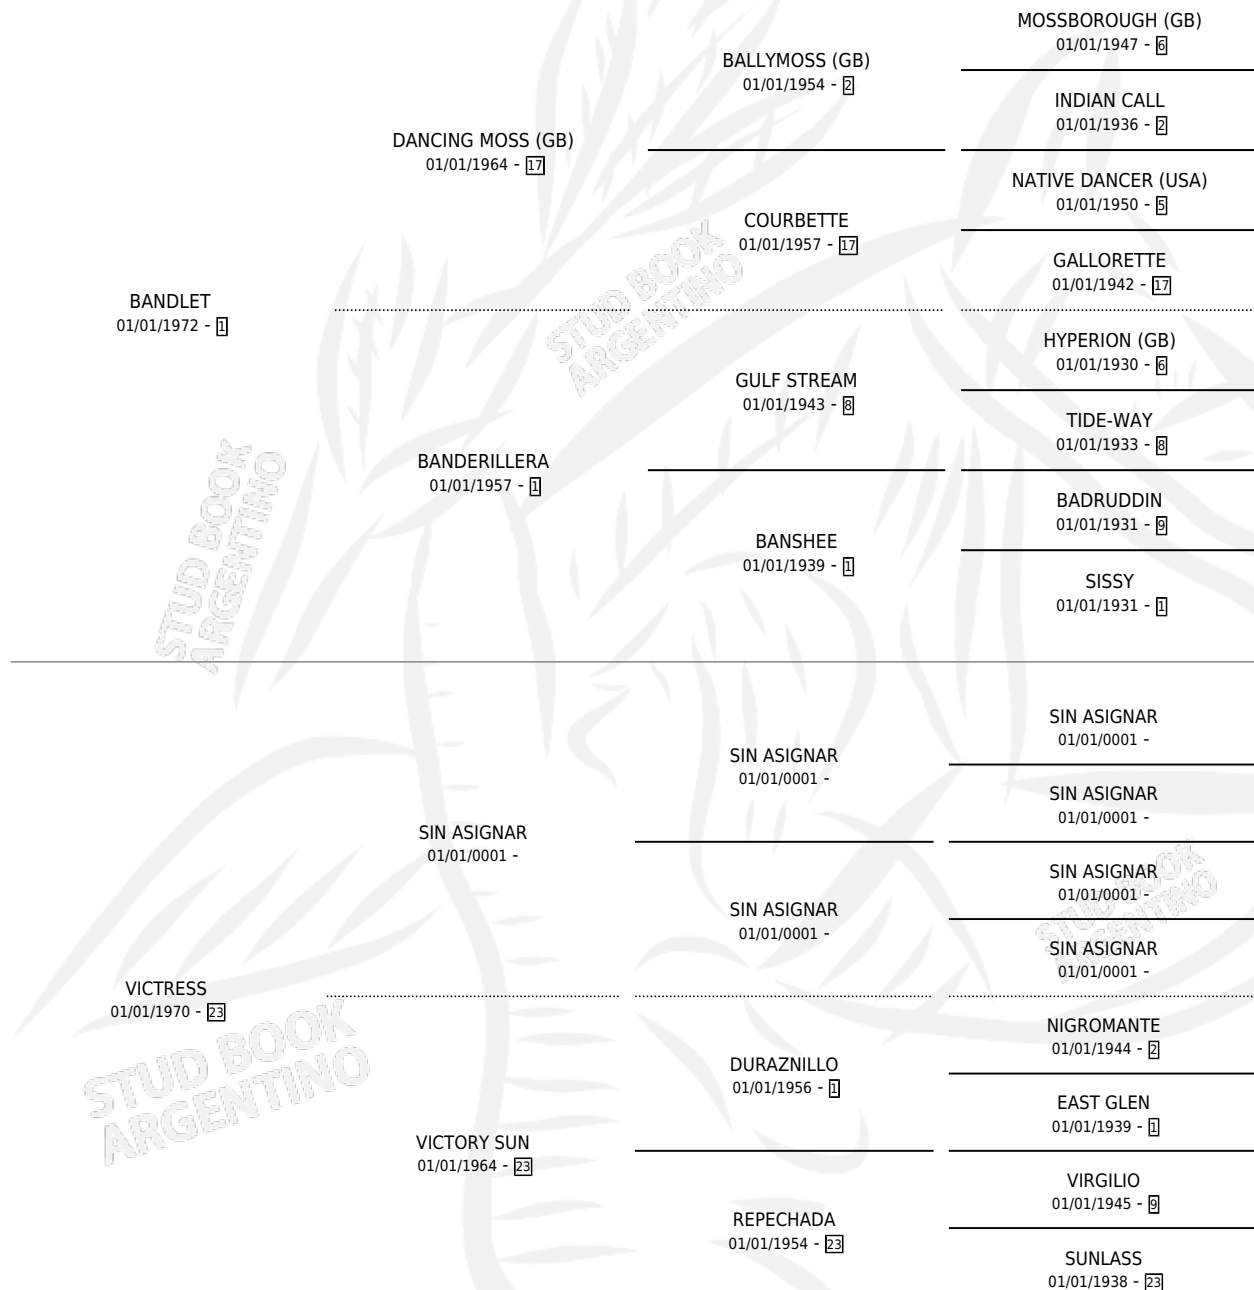 MOSSBOROUGH (GB)
01/01/1947 - 6
BALLYMOSS (GB)
01/01/1954 - 2
INDIAN CALL
01/01/1936 - 2
DANCING MOSS (GB)
01/01/1964 - 17
NATIVE DANCER (USA)
01/01/1950 - 5
COURBETTE
01/01/1957 - 17
GALLORETTE
01/01/1942 - 17
BANDLET
01/01/1972 - 1
HYPERION (GB)
01/01/1930 - 6
GULF STREAM
01/01/1943 - 8
TIDE-WAY
01/01/1933 - 8
BANDERILLERA
01/01/1957 - 1
BADRUDDIN
01/01/1931 - 9
BANSHEE
01/01/1939 - 1
SISSY
01/01/1931 - 1
STUD BOOK
ARGENTINO
STUD BOOK
ARGENTINO
SIN ASIGNAR
01/01/0001 -
SIN ASIGNAR
01/01/0001 -
SIN ASIGNAR
01/01/0001 -
SIN ASIGNAR
01/01/0001 -
SIN ASIGNAR
01/01/0001 -
SIN ASIGNAR
01/01/0001 -
SIN ASIGNAR
01/01/0001 -
STUD BOOK
ARGENTINO
VICTRESS
01/01/1970 - 23
NIGROMANTE
01/01/1944 - 2
DURAZNILLO
01/01/1956 - 1
EAST GLEN
01/01/1939 - 1
STUD BOOK
ARGENTINO
VICTORY SUN
01/01/1964 - 23
VIRGILIO
01/01/1945 - 9
REPECHADA
01/01/1954 - 23
SUNLASS
01/01/1938 - 23